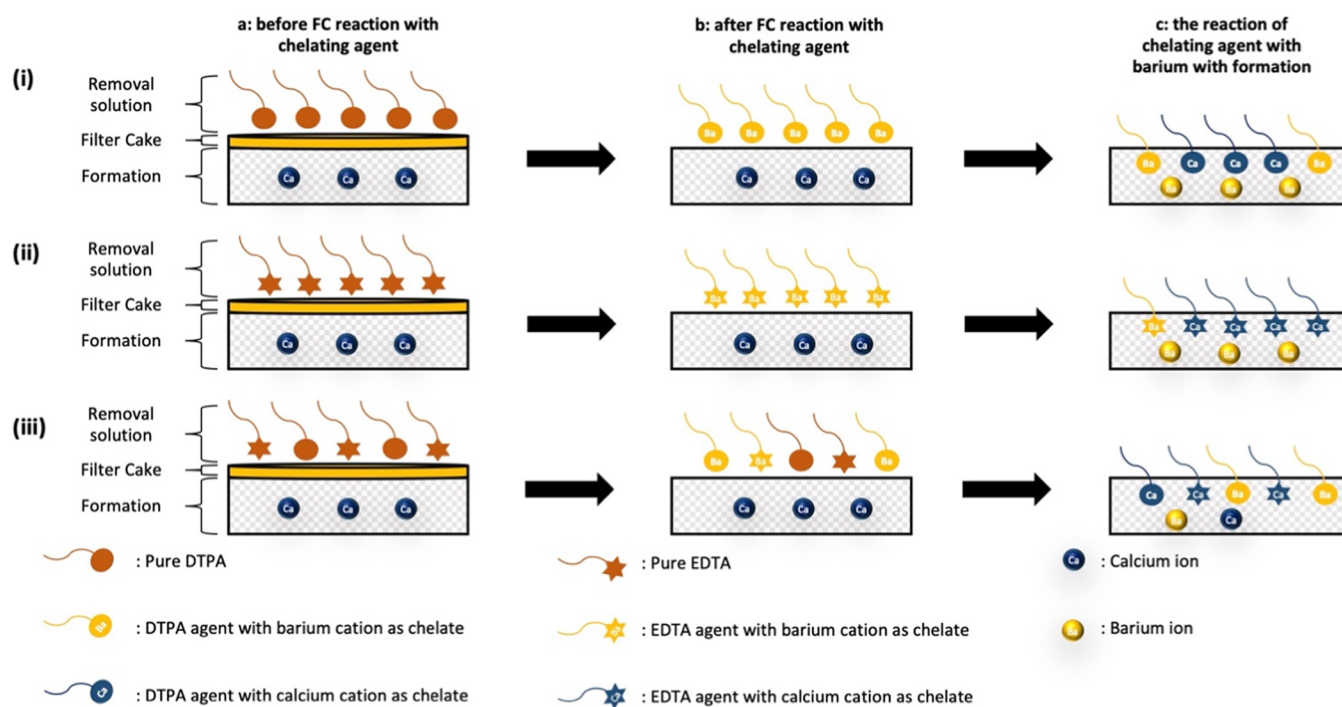 a: before FC reaction with
chelating agent
b: after FC reaction with
chelating agent
c: the reaction of
chelating agent with
barium with formation
(i)
Removal
solution
Filter Cake
Formation
Ca Ca Ca
Ba Ba Ba Ba Ba
Ca Ca Ca
Ba Ca Ca Ca Ba
Ba Ba Ba
(ii)
Removal
solution
Filter Cake
Formation
Ca Ca Ca
Ba Ba Ba Ba Ba
Ca Ca Ca
Ba Ca Ca Ca Ca
Ba Ba Ba
(iii)
Removal
solution
Filter Cake
Formation
Ca Ca Ca
Ba Ba Ba
Ca Ca Ca
Ca Ca Ba Ca Ba
Ba Ca
: Pure DTPA
: Pure EDTA
Ca : Calcium ion
Ba : DTPA agent with barium cation as chelate
Ba : EDTA agent with barium cation as chelate
Ba : Barium ion
Ca : DTPA agent with calcium cation as chelate
Ca : EDTA agent with calcium cation as chelate